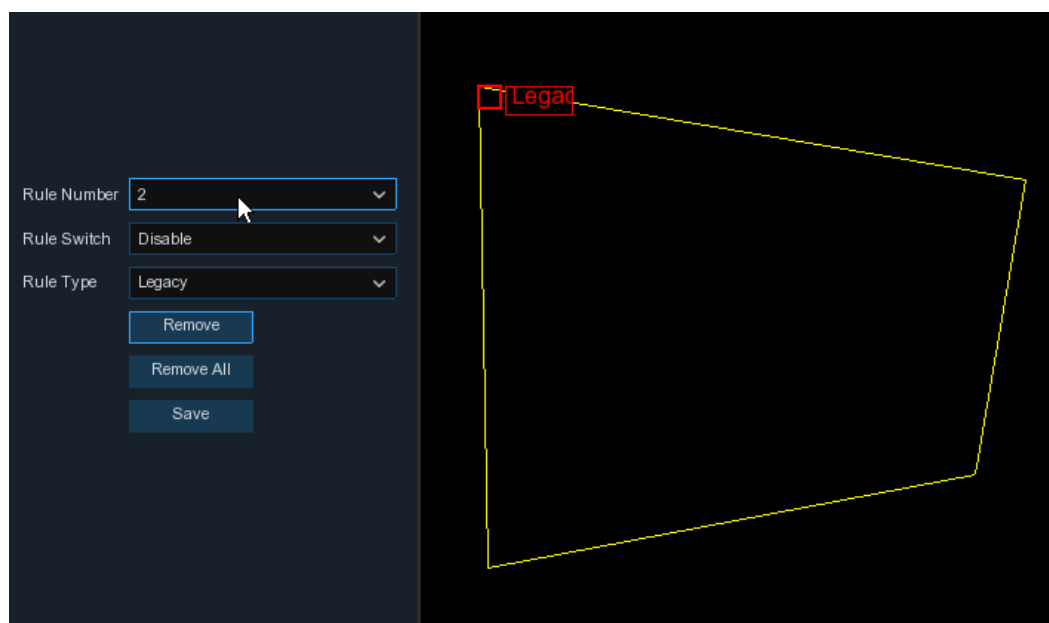 Legac
Rule Number 2
Rule Switch Disable
Rule Type Legacy
Remove
Remove All
Save